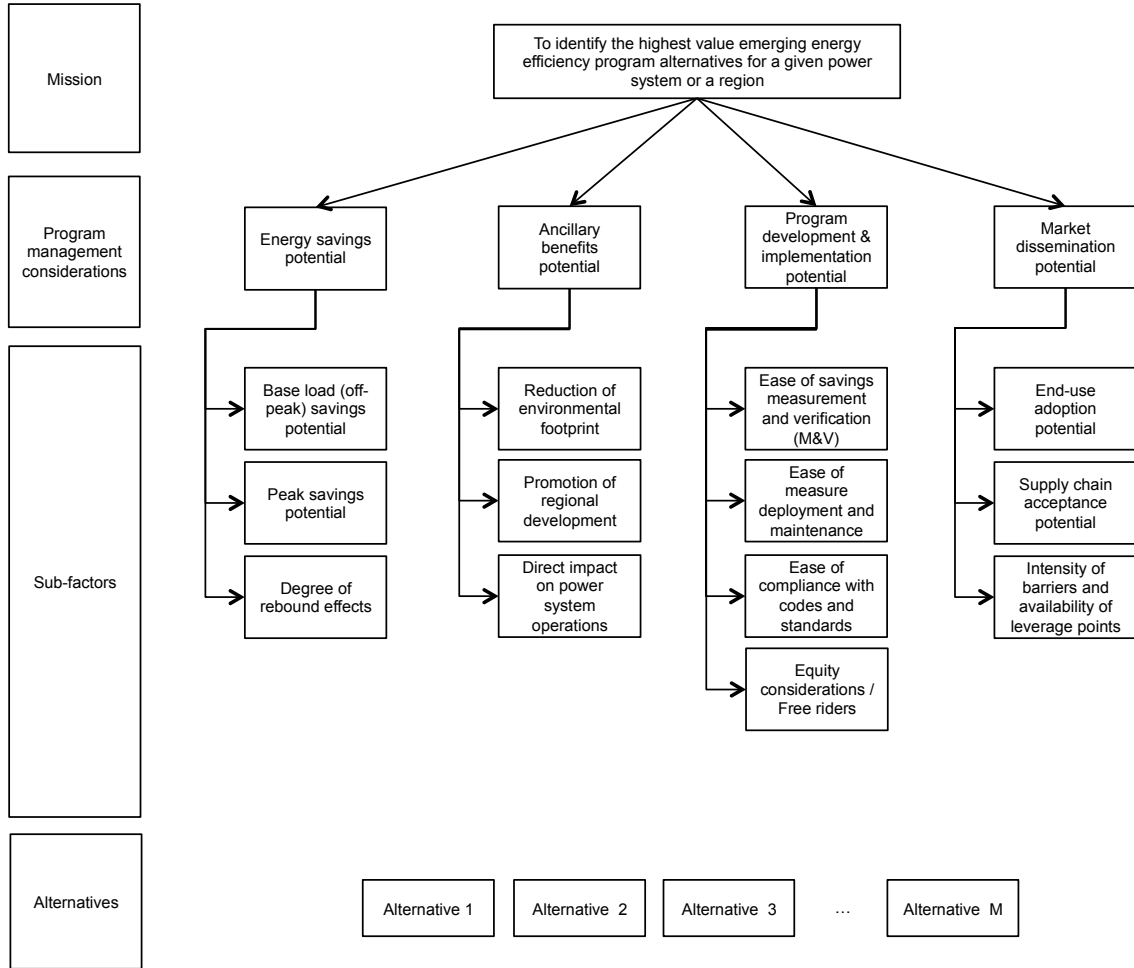 Mission
To identify the highest value emerging energy
efficiency program alternatives for a given power
system or a region
Program
management
considerations
Energy savings
potential
Ancillary
benefits
potential
Program
development &
implementation
potential
Market
dissemination
potential
Sub-factors
Base load (off-
peak) savings
potential
Peak savings
potential
Degree of
rebound effects
Reduction of
environmental
footprint
Promotion of
regional
development
Direct impact
on power
system
operations
Ease of savings
measurement
and verification
(M&V)
Ease of
measure
deployment and
maintenance
Ease of
compliance with
codes and
standards
Equity
considerations /
Free riders
End-use
adoption
potential
Supply chain
acceptance
potential
Intensity of
barriers and
availability of
leverage points
Alternatives
Alternative 1
Alternative 2
Alternative 3
...
Alternative M